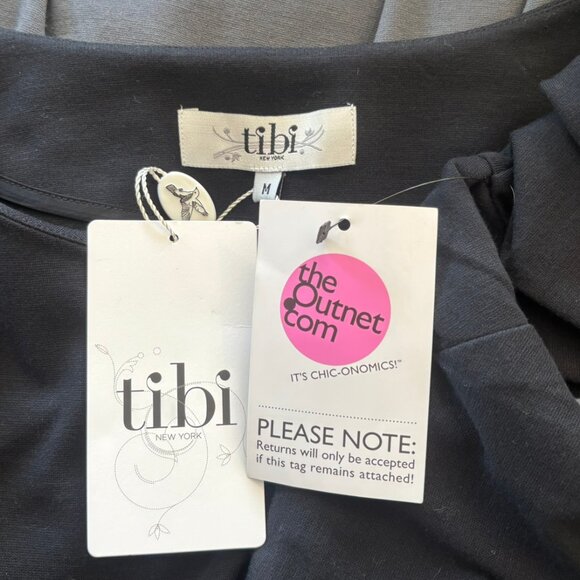 tibi
NEW YORK
M
the
Outnet
.com
IT'S CHIC-ONOMICS!™
PLEASE NOTE:
Returns will only be accepted
if this tag remains attached!
tibi
NEW YORK